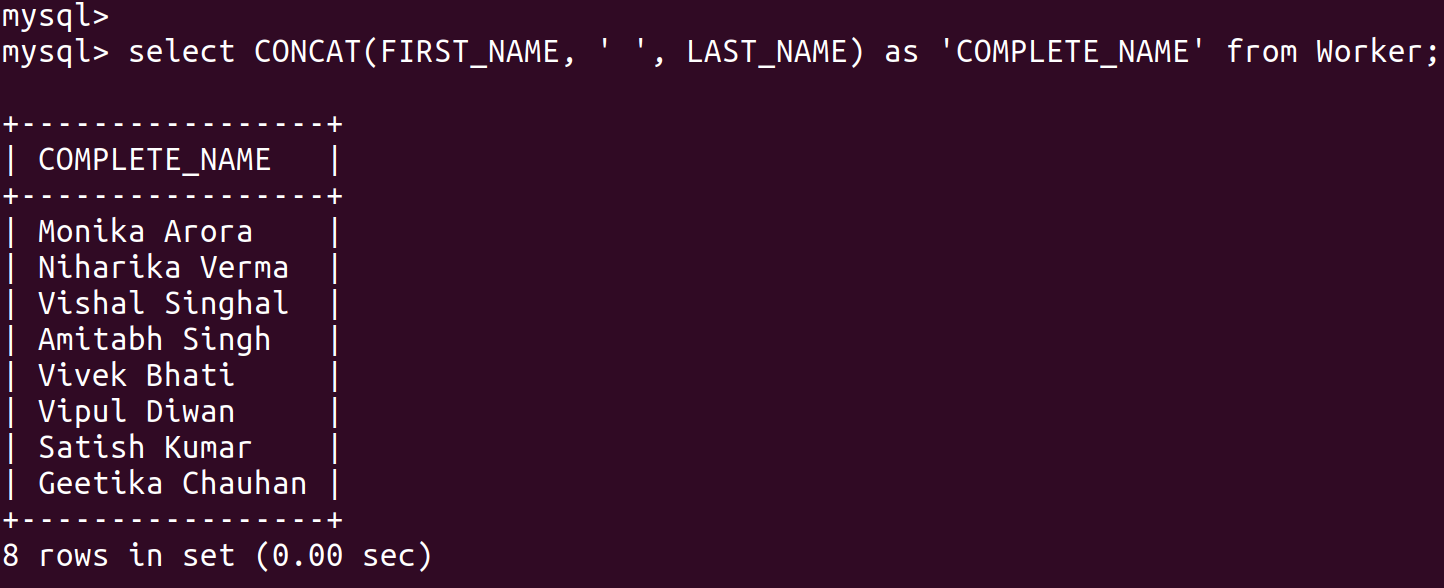 mysql>
mysql> select CONCAT(FIRST_NAME, ' ', LAST_NAME) as 'COMPLETE_NAME' from Worker;
+-----------------+
| COMPLETE_NAME   |
+-----------------+
| Monika Arora    |
| Niharika Verma  |
| Vishal Singhal  |
| Amitabh Singh   |
| Vivek Bhati     |
| Vipul Diwan     |
| Satish Kumar    |
| Geetika Chauhan |
+-----------------+
8 rows in set (0.00 sec)